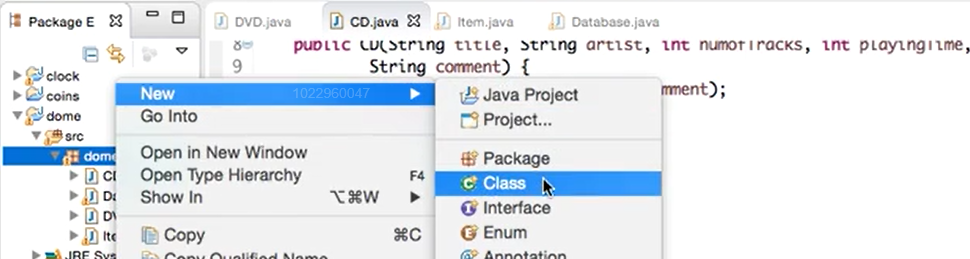 Package E
DVD.java
CD.java
Item.java
Database.java
8
public CD(String title, String artist, int numofTracks, int playingTime,
9
String comment) {
mment);
clock
coins
dome
src
dome
CD
Da
DV
Ite
JRE Sys
New
1022960047
Go Into
Open in New Window
Open Type Hierarchy F4
Show In ⌥⌘W
Copy ⌘C
Copy Qualified Name
Java Project
Project...
Package
Class
Interface
Enum
Annotation